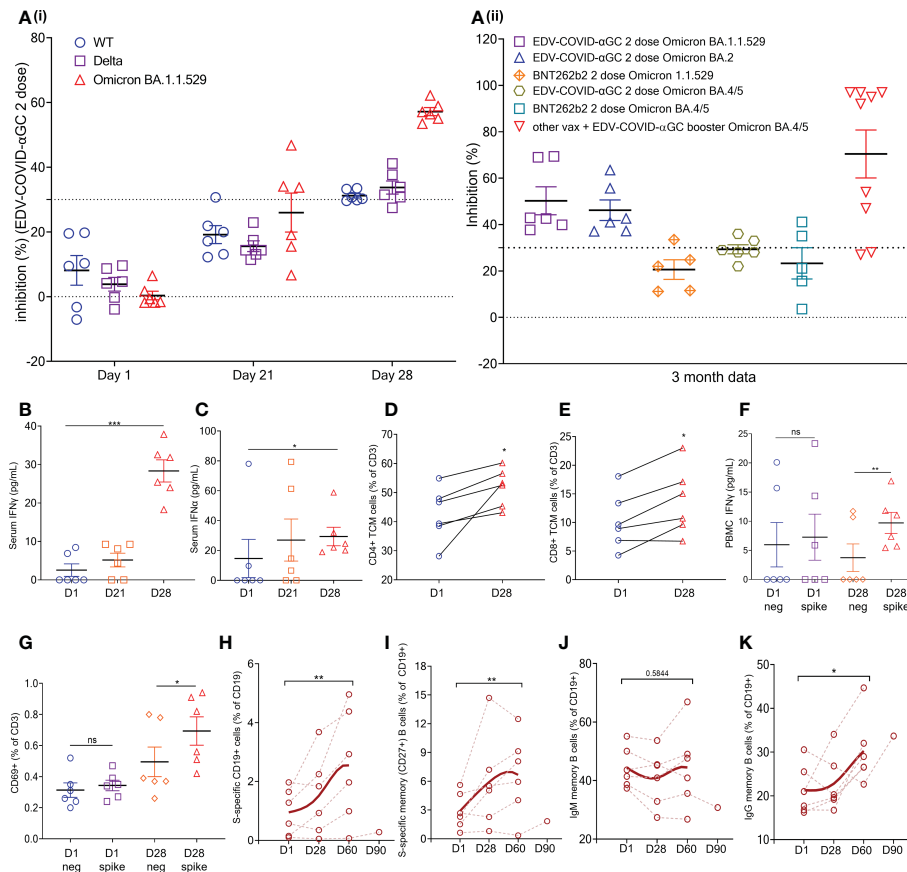 A(i)
inhibition (%) (EDV-COVID-αGC 2 dose)
80
60
40
20
0
-20
WT
Delta
Omicron BA.1.1.529
Day 1
Day 21
Day 28
A(ii)
Inhibition (%)
120
100
80
60
40
20
0
-20
EDV-COVID-αGC 2 dose Omicron BA.1.1.529
EDV-COVID-αGC 2 dose Omicron BA.2
BNT262b2 2 dose Omicron 1.1.529
EDV-COVID-αGC 2 dose Omicron BA.4/5
BNT262b2 2 dose Omicron BA.4/5
other vax + EDV-COVID-αGC booster Omicron BA.4/5
3 month data
B
Serum IFNγ (pg/mL)
40
30
20
10
0
***
D1
D21
D28
C
Serum IFNα (pg/mL)
100
80
60
40
20
0
*
D1
D21
D28
D
CD4+ TCM cells (% of CD3)
70
60
50
40
30
20
*
D1
D28
E
CD8+ TCM cells (% of CD3)
25
20
15
10
5
0
*
D1
D28
F
PBMC IFNγ (pg/mL)
25
20
15
10
5
0
ns
**
D1 D1 D28 D28
neg spike neg spike
G
CD69+ (% of CD3)
1.0
0.8
0.6
0.4
0.2
0.0
ns
*
D1 D1 D28 D28
neg spike neg spike
H
S-specific CD19+ cells (% of CD19)
6
4
2
0
**
D1 D28 D60 D90
I
S-specific memory (CD27+) B cells (% of CD19+)
18
15
12
9
6
3
0
**
D1 D28 D60 D90
J
IgM memory B cells (% of CD19+)
80
60
40
20
0.5844
D1 D28 D60 D90
K
IgG memory B cells (% of CD19+)
50
40
30
20
10
*
D1 D28 D60 D90